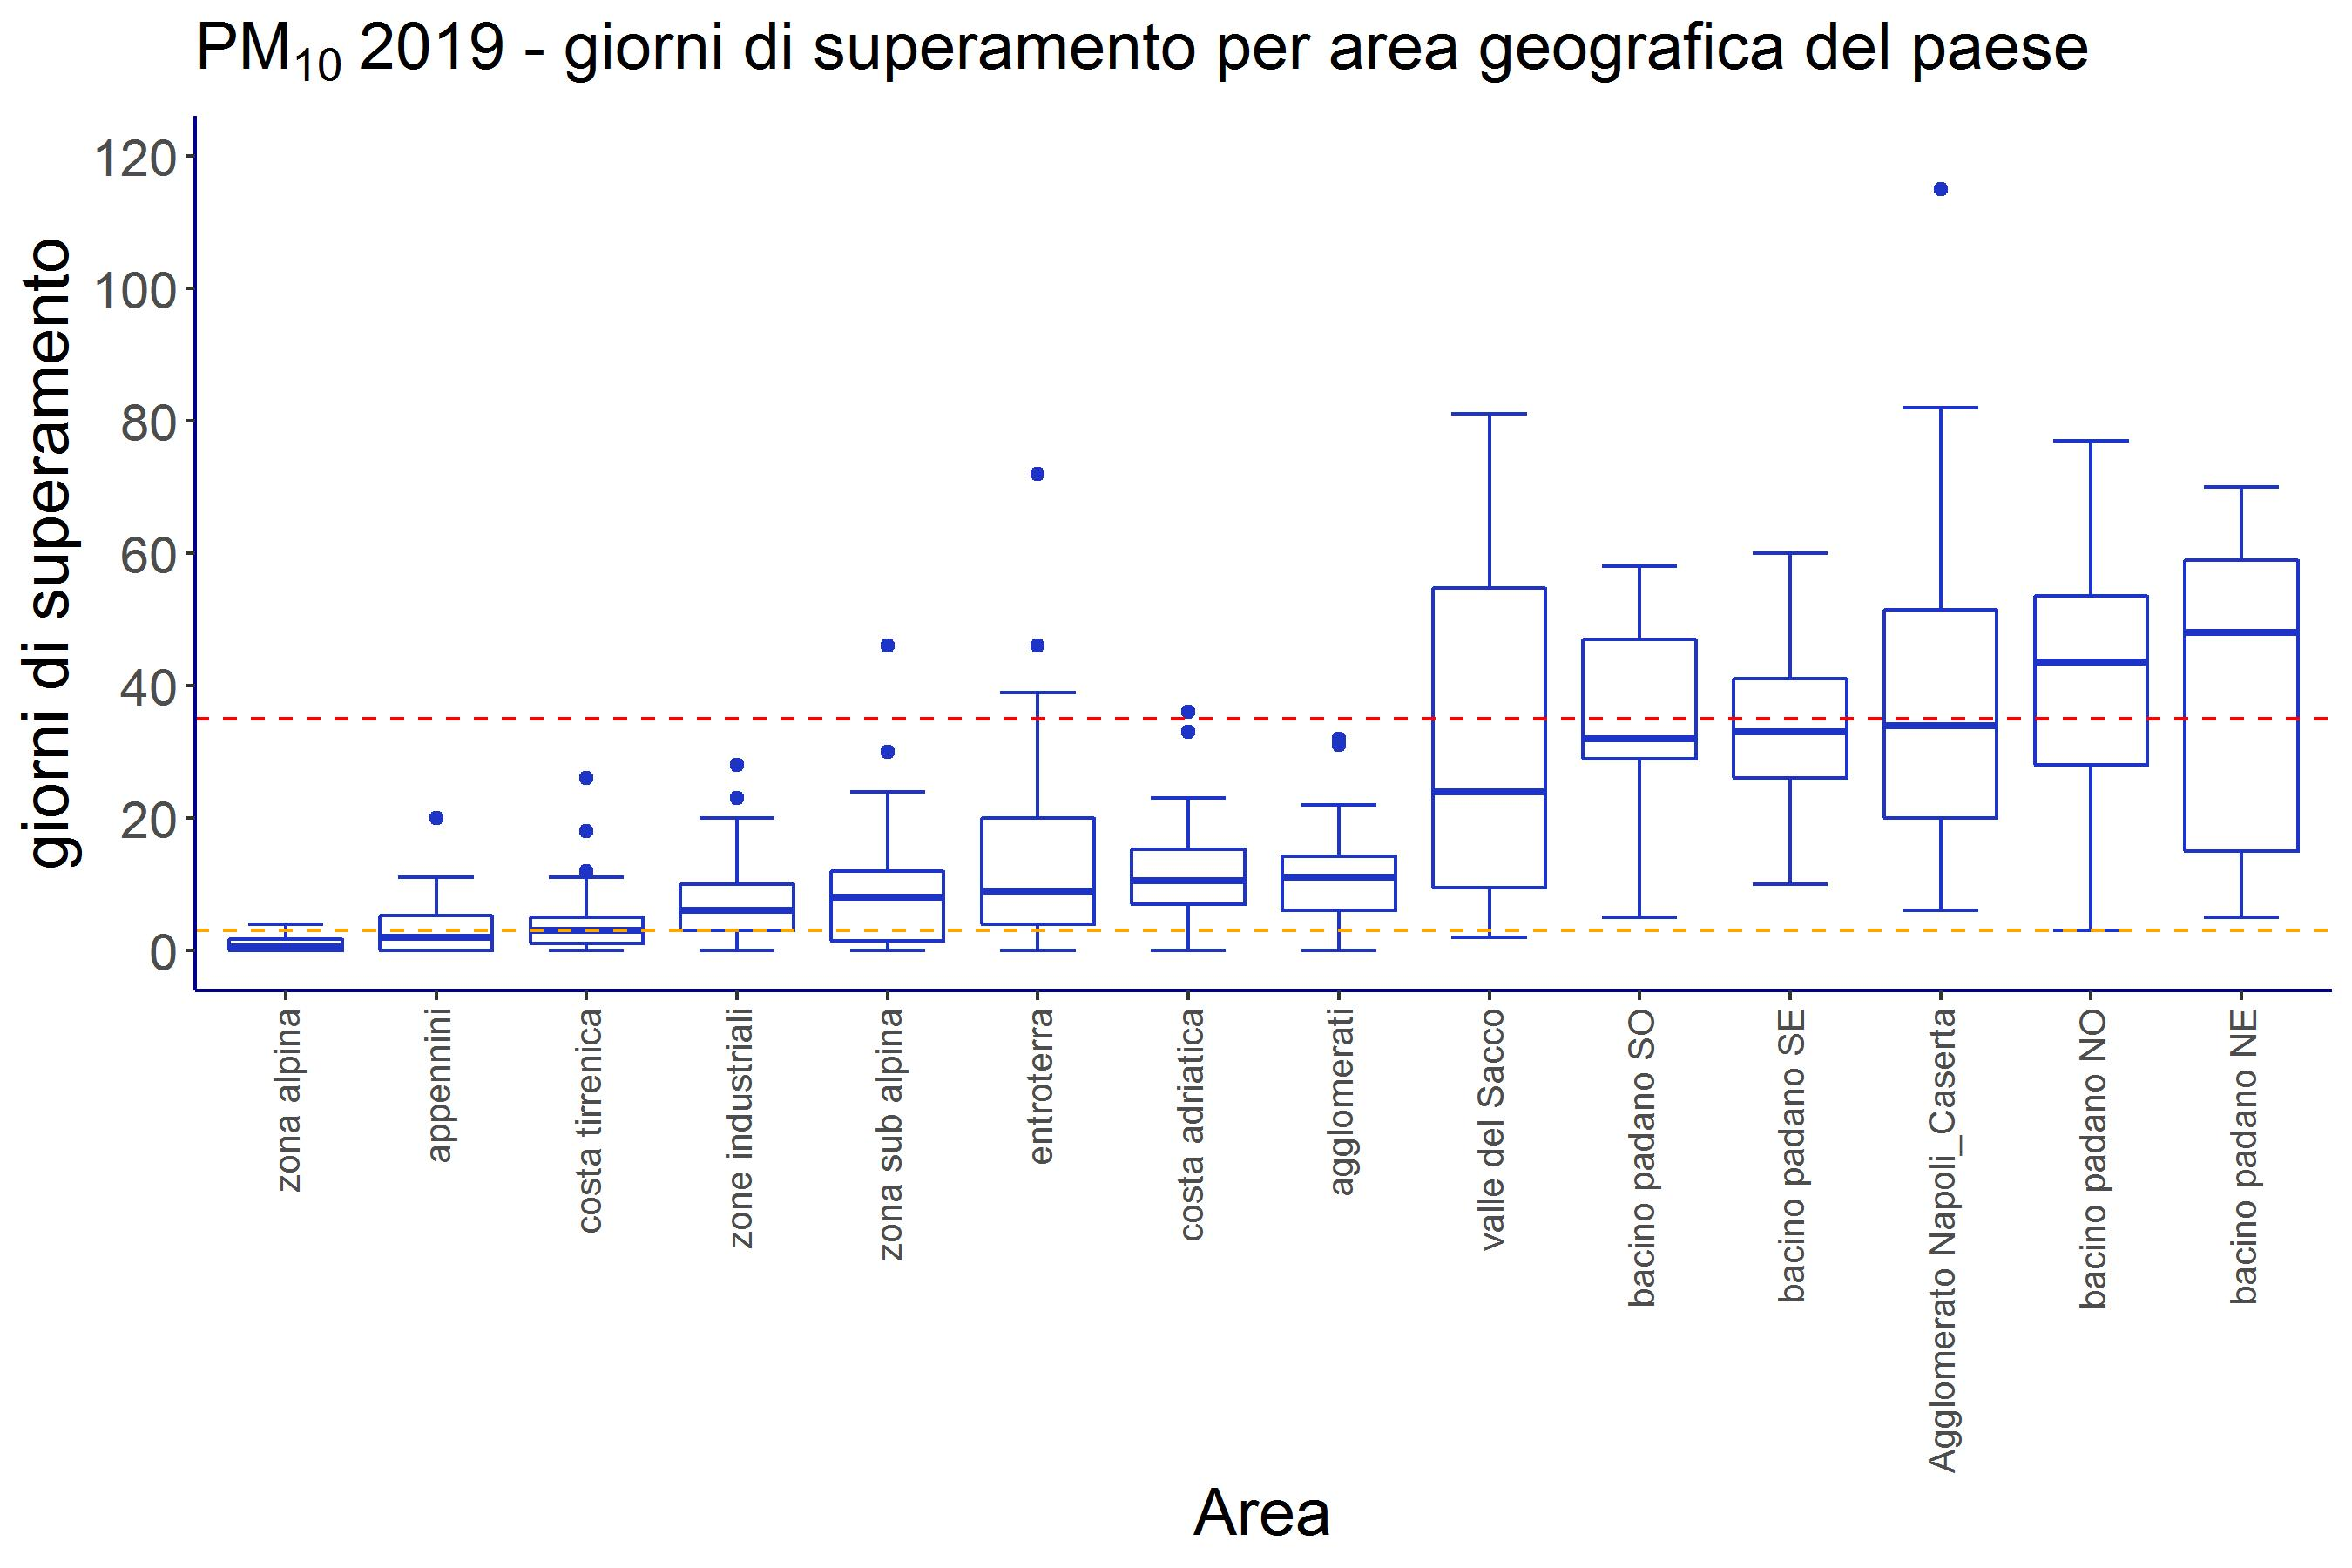 PM₁₀ 2019 - giorni di superamento per area geografica del paese
giorni di superamento
120
100
80
60
40
20
0
zona alpina
appennini
costa tirrenica
zone industriali
zona sub alpina
entroterra
costa adriatica
agglomerati
valle del Sacco
bacino padano SO
bacino padano SE
Agglomerato Napoli_Caserta
bacino padano NO
bacino padano NE
Area